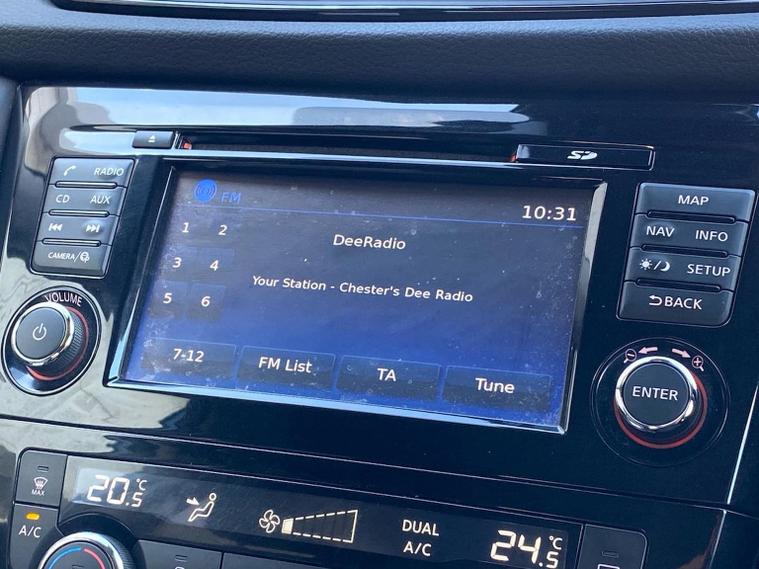 RADIO
CD AUX
CAMERA/
VOLUME
FM
10:31
1 2
3 4
5 6
DeeRadio
Your Station - Chester's Dee Radio
7-12
FM List
TA
Tune
SD
MAP
NAV INFO
SETUP
BACK
ENTER
MAX
A/C
20.5°C
DUAL
A/C
24.5°C